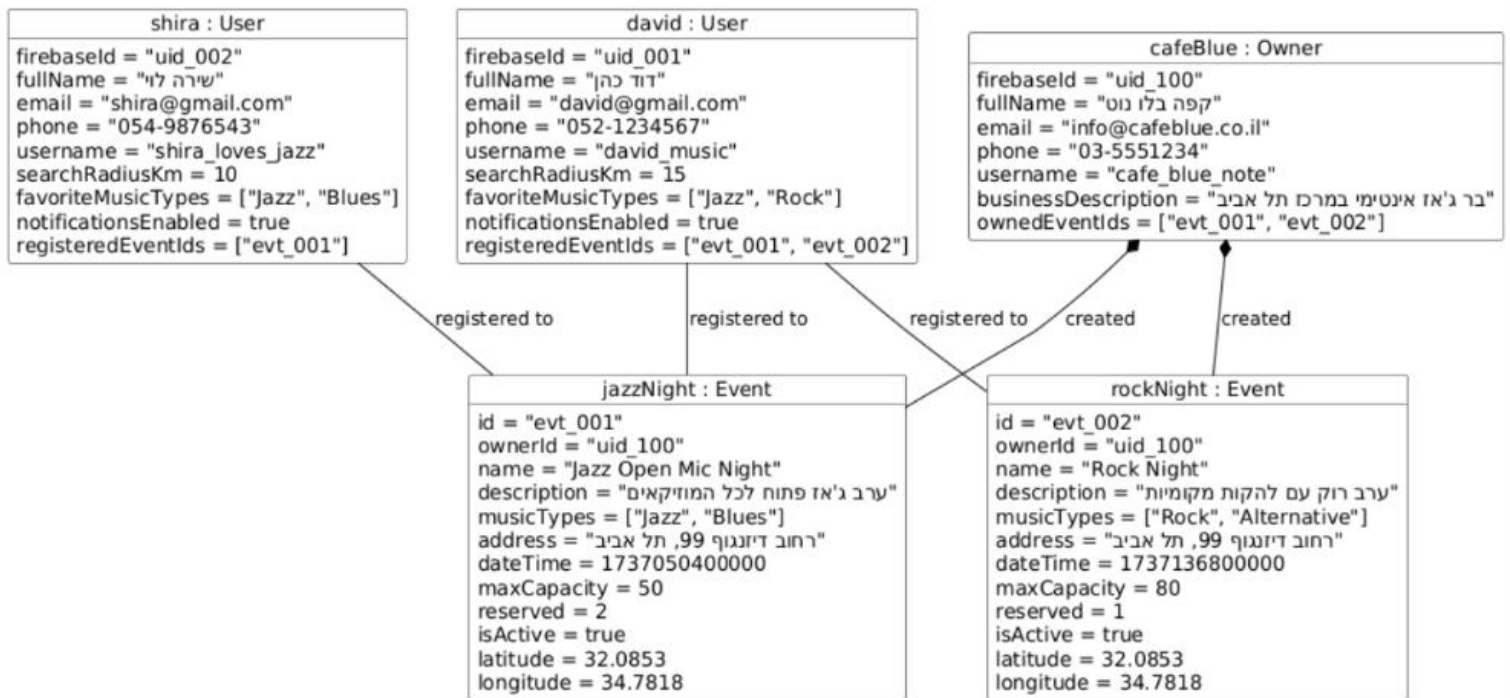 shira : User
firebaseId = "uid_002"
fullName = "שירה לוי"
email = "shira@gmail.com"
phone = "054-9876543"
username = "shira_loves_jazz"
searchRadiusKm = 10
favoriteMusicTypes = ["Jazz", "Blues"]
notificationsEnabled = true
registeredEventIds = ["evt_001"]
david : User
firebaseId = "uid_001"
fullName = "דוד כהן"
email = "david@gmail.com"
phone = "052-1234567"
username = "david_music"
searchRadiusKm = 15
favoriteMusicTypes = ["Jazz", "Rock"]
notificationsEnabled = true
registeredEventIds = ["evt_001", "evt_002"]
cafeBlue : Owner
firebaseId = "uid_100"
fullName = "קפה בלו נוט"
email = "info@cafeblue.co.il"
phone = "03-5551234"
username = "cafe_blue_note"
businessDescription = "בר ג'אז אינטימי במרכז תל אביב"
ownedEventIds = ["evt_001", "evt_002"]
registered to
registered to
registered to
created
created
jazzNight : Event
id = "evt_001"
ownerId = "uid_100"
name = "Jazz Open Mic Night"
description = "ערב ג'אז פתוח לכל המוזיקאים"
musicTypes = ["Jazz", "Blues"]
address = "רחוב דיזנגוף 99, תל אביב"
dateTime = 1737050400000
maxCapacity = 50
reserved = 2
isActive = true
latitude = 32.0853
longitude = 34.7818
rockNight : Event
id = "evt_002"
ownerId = "uid_100"
name = "Rock Night"
description = "ערב רוק עם להקות מקומיות"
musicTypes = ["Rock", "Alternative"]
address = "רחוב דיזנגוף 99, תל אביב"
dateTime = 1737136800000
maxCapacity = 80
reserved = 1
isActive = true
latitude = 32.0853
longitude = 34.7818